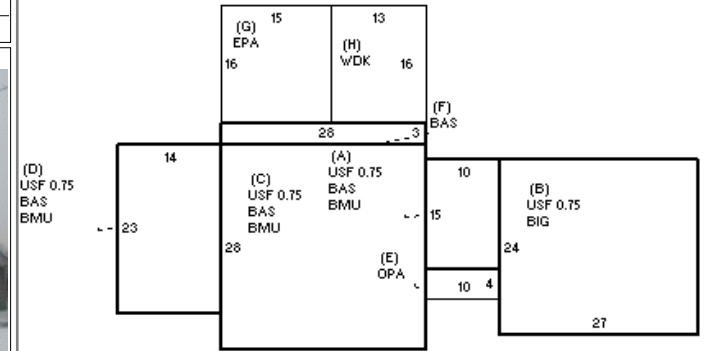 15
13
(G)
EPA
(H)
WDK
16
16
(F)
BAS
28
3
14
(D)
USF 0.75
BAS
BMU
(A)
USF 0.75
BAS
BMU
(C)
USF 0.75
BAS
BMU
10
(B)
USF 0.75
BIG
23
15
28
24
(E)
OPA
10
4
27